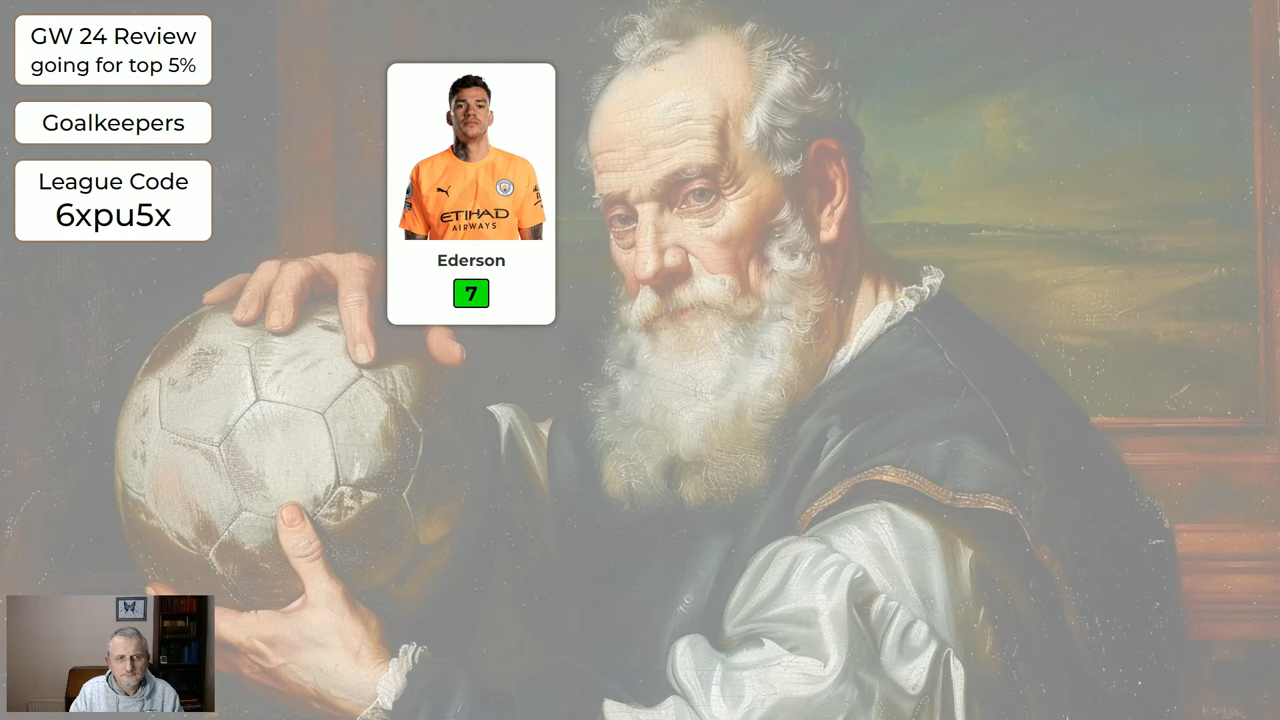 GW 24 Review
going for top 5%
Goalkeepers
League Code
6xpu5x
ETIHAD
AIRWAYS
Ederson
7